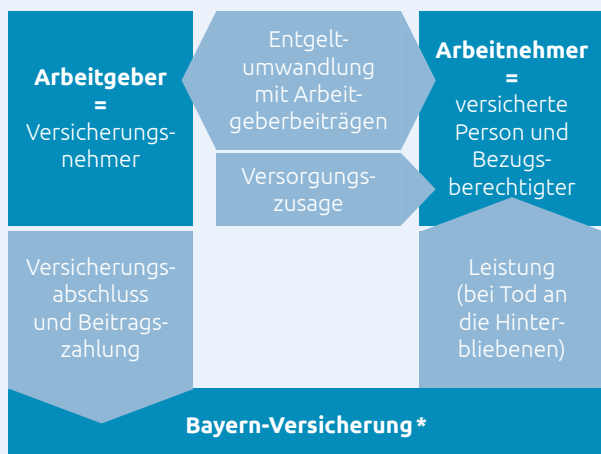 Arbeitgeber
=
Versicherungs-
nehmer
Entgelt-
umwandlung
mit Arbeit-
geberbeiträgen
Versorgungs-
zusage
Arbeitnehmer
=
versicherte
Person und
Bezugs-
berechtigter
Versicherungs-
abschluss
und Beitrags-
zahlung
Leistung
(bei Tod an
die Hinter-
bliebenen)
Bayern-Versicherung*